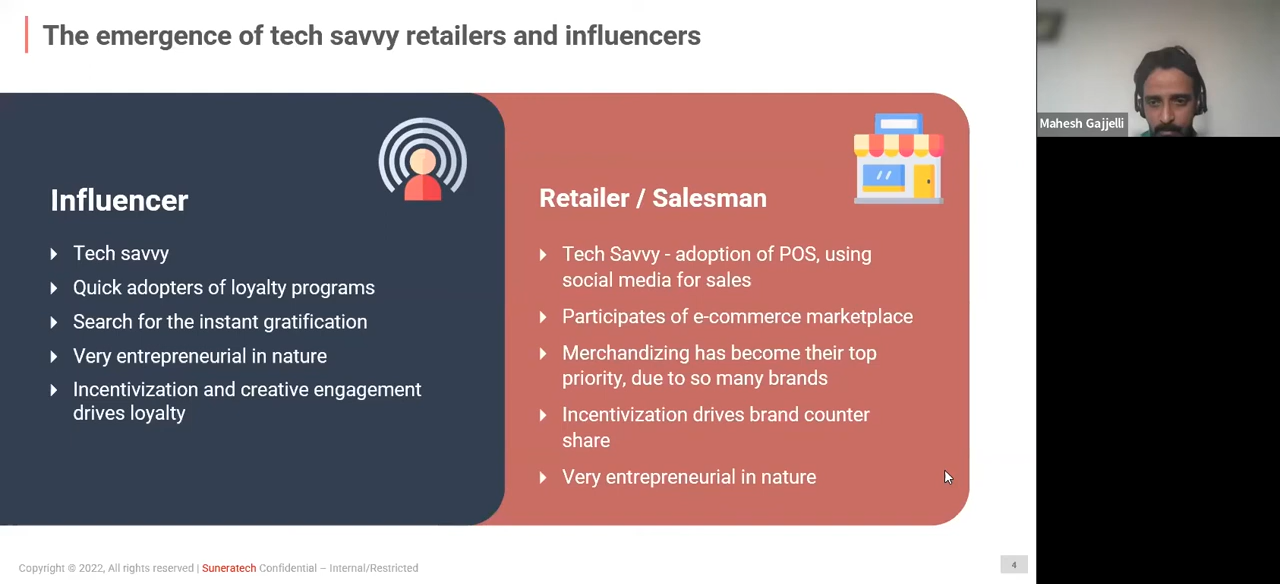 The emergence of tech savvy retailers and influencers
Influencer
Tech savvy
Quick adopters of loyalty programs
Search for the instant gratification
Very entrepreneurial in nature
Incentivization and creative engagement
drives loyalty
Retailer / Salesman
Tech Savvy - adoption of POS, using
social media for sales
Participates of e-commerce marketplace
Merchandizing has become their top
priority, due to so many brands
Incentivization drives brand counter
share
Very entrepreneurial in nature
Mahesh Gajjelli
Copyright © 2022, All rights reserved | Suneratech Confidential – Internal/Restricted
4